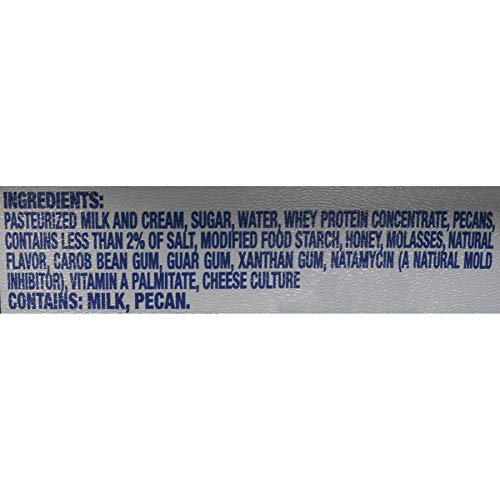 INGREDIENTS:
PASTEURIZED MILK AND CREAM, SUGAR, WATER, WHEY PROTEIN CONCENTRATE, PECANS,
CONTAINS LESS THAN 2% OF SALT, MODIFIED FOOD STARCH, HONEY, MOLASSES, NATURAL
FLAVOR, CAROB BEAN GUM, GUAR GUM, XANTHAN GUM, NATAMYCIN (A NATURAL MOLD
INHIBITOR), VITAMIN A PALMITATE, CHEESE CULTURE
CONTAINS: MILK, PECAN.